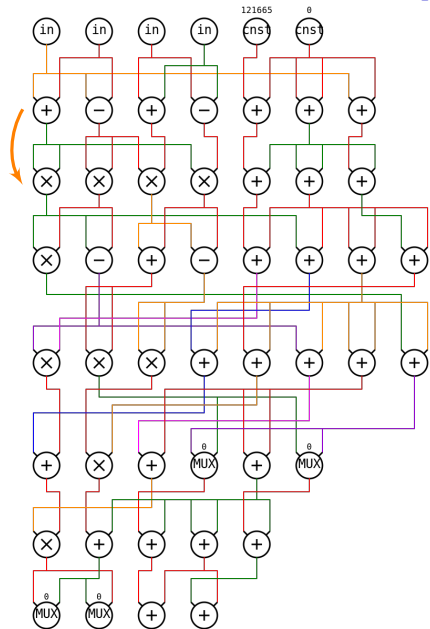 121665 0
in in in in cnst cnst
+ − + − + + +
× × × × + + +
× − + − + + + +
× × × + + + + +
0 0
+ × + MUX + MUX
× + + + +
0 0
MUX MUX + +